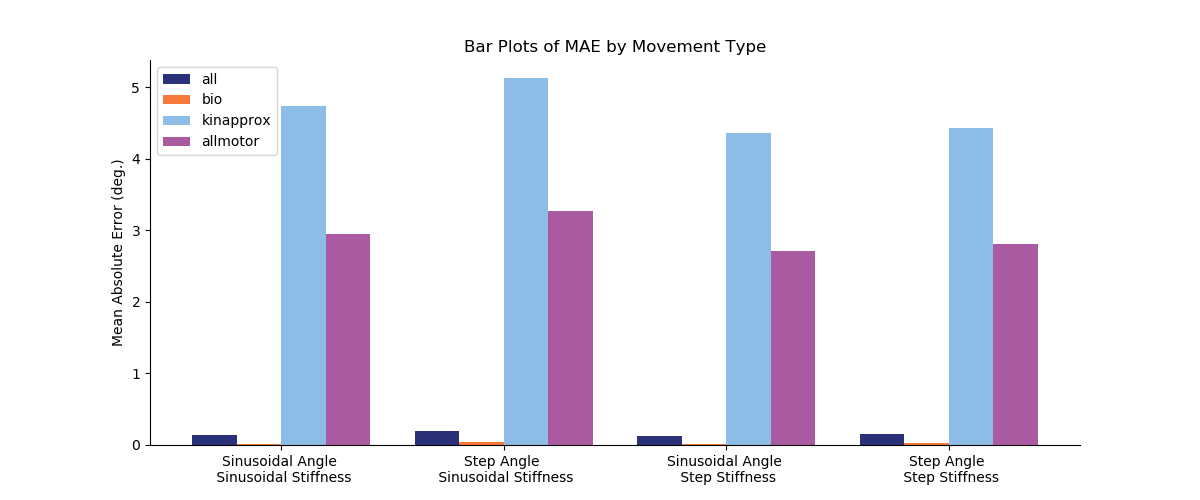 Bar Plots of MAE by Movement Type
all
bio
kinapprox
allmotor
Mean Absolute Error (deg.)
5
4
3
2
1
0
Sinusoidal Angle
Sinusoidal Stiffness
Step Angle
Sinusoidal Stiffness
Sinusoidal Angle
Step Stiffness
Step Angle
Step Stiffness